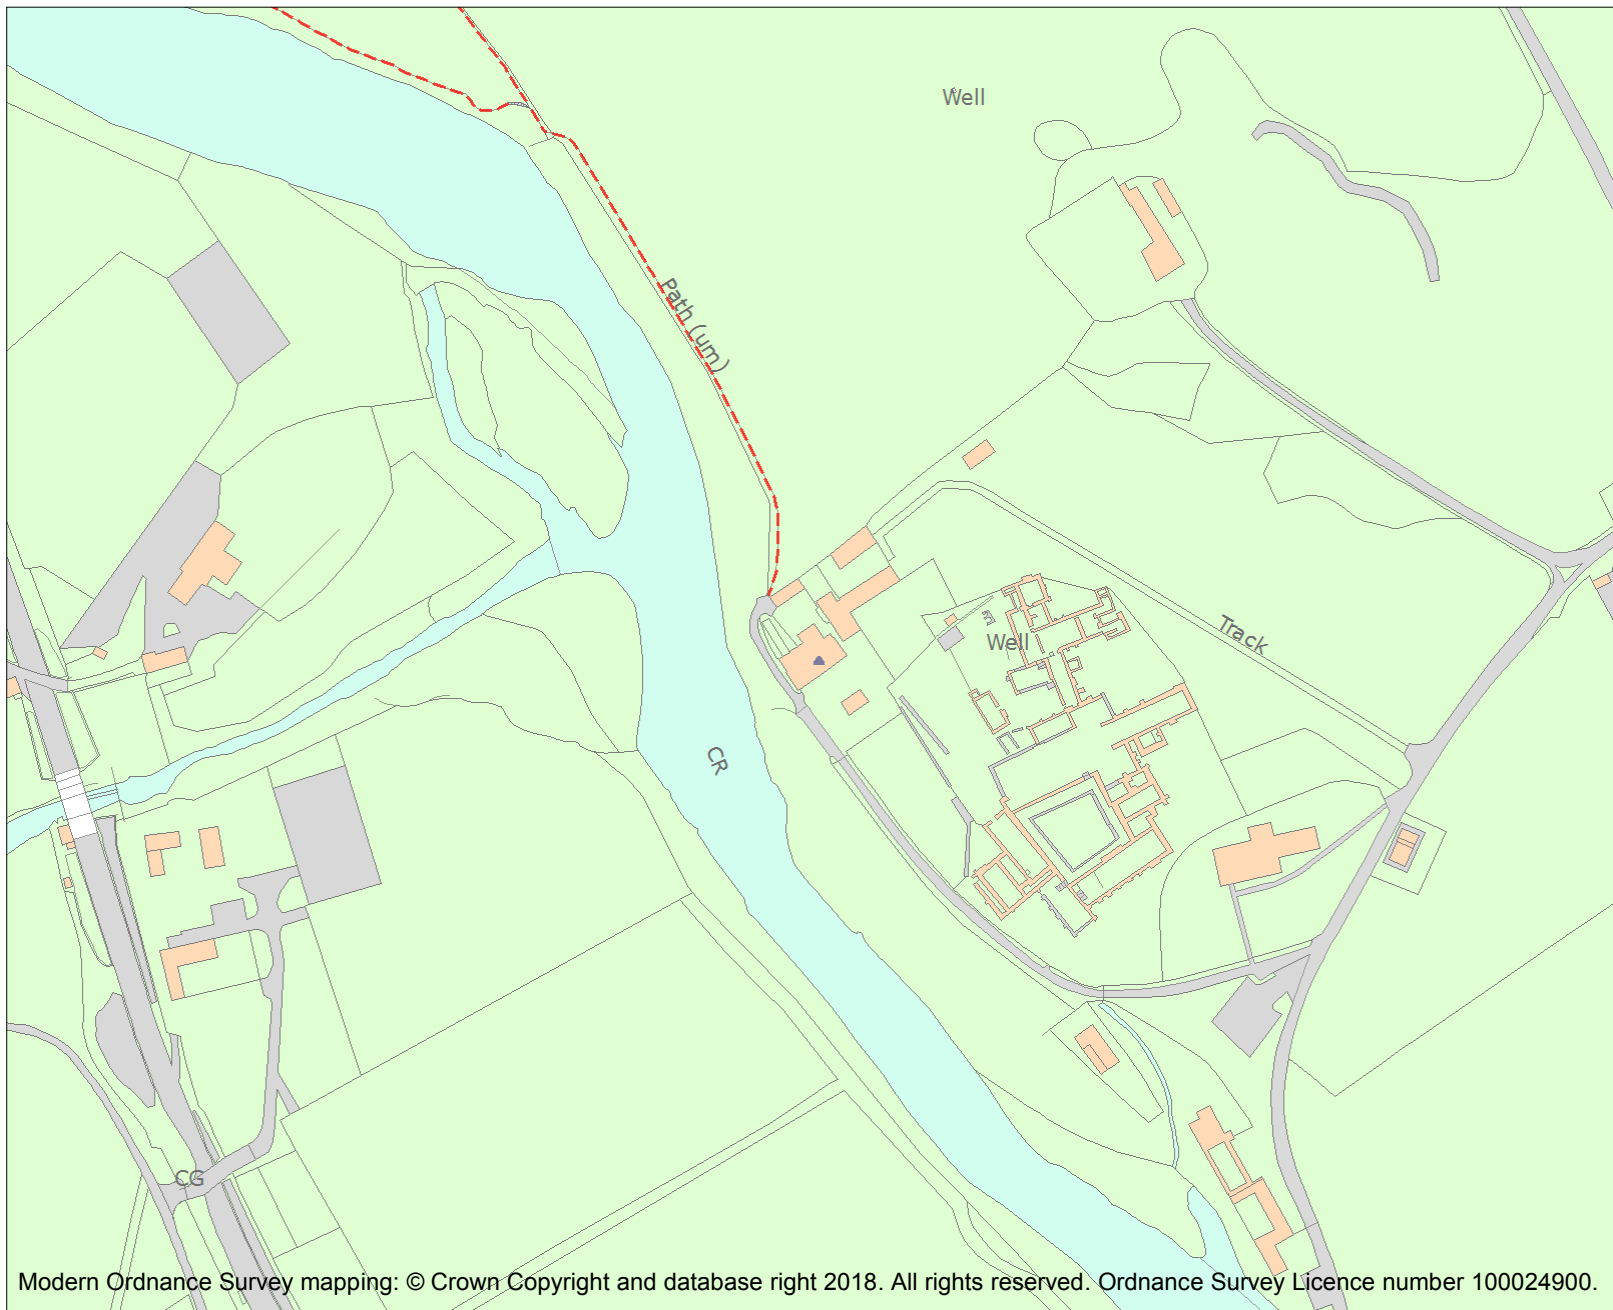 Well
Path (um)
Well
Track
CR
CG
Modern Ordnance Survey mapping: © Crown Copyright and database right 2018. All rights reserved. Ordnance Survey Licence number 100024900.